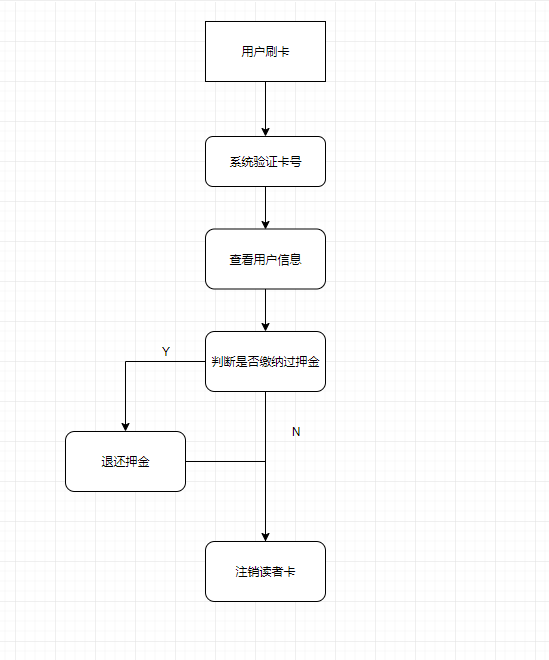 用户刷卡
系统验证卡号
查看用户信息
判断是否缴纳过押金
Y
N
退还押金
注销读者卡